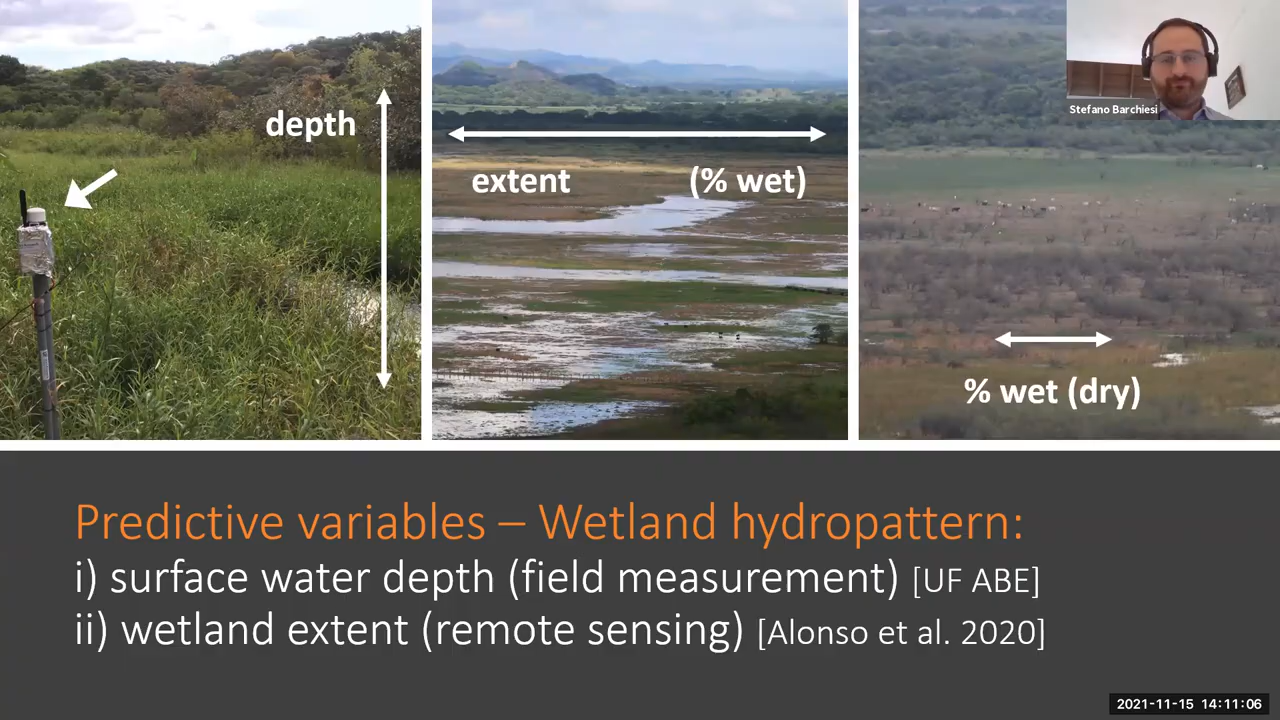 depth
extent
(% wet)
Stefano Barchiesi
% wet (dry)
Predictive variables – Wetland hydropattern:
i) surface water depth (field measurement) [UF ABE]
ii) wetland extent (remote sensing) [Alonso et al. 2020]
2021-11-15 14:11:06